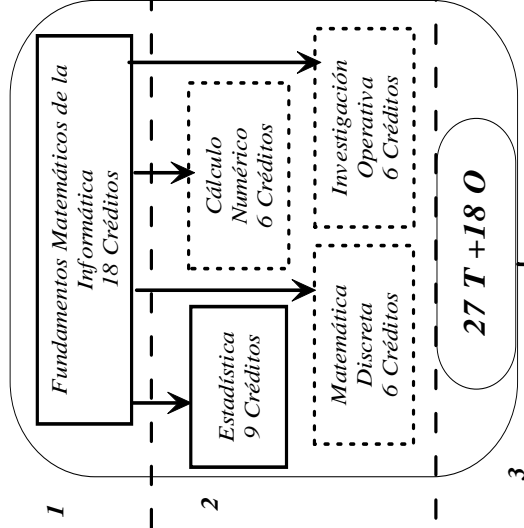 1
Fundamentos Matemáticos de la
Informática
18 Créditos
2
Estadística
9 Créditos
Cálculo
Numérico
6 Créditos
Matemática
Discreta
6 Créditos
Investigación
Operativa
6 Créditos
3
27 T +18 O